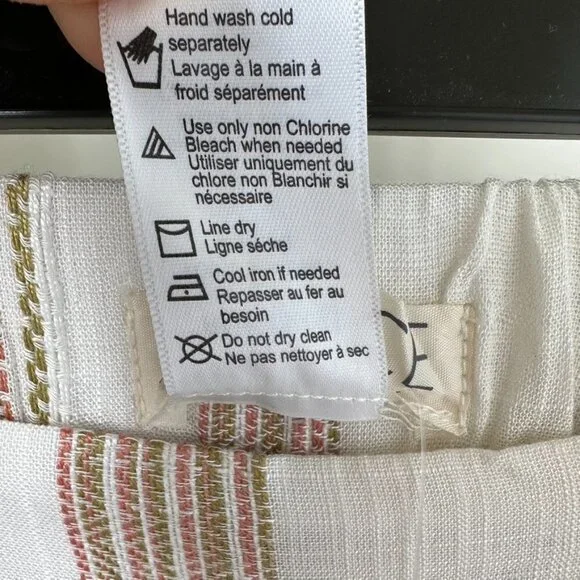 Hand wash cold
separately
Lavage à la main à
froid séparément
Use only non Chlorine
Bleach when needed
Utiliser uniquement du
chlore non Blanchir si
nécessaire
Line dry
Ligne séche
Cool iron if needed
Repasser au fer au
besoin
Do not dry clean
Ne pas nettoyer à sec